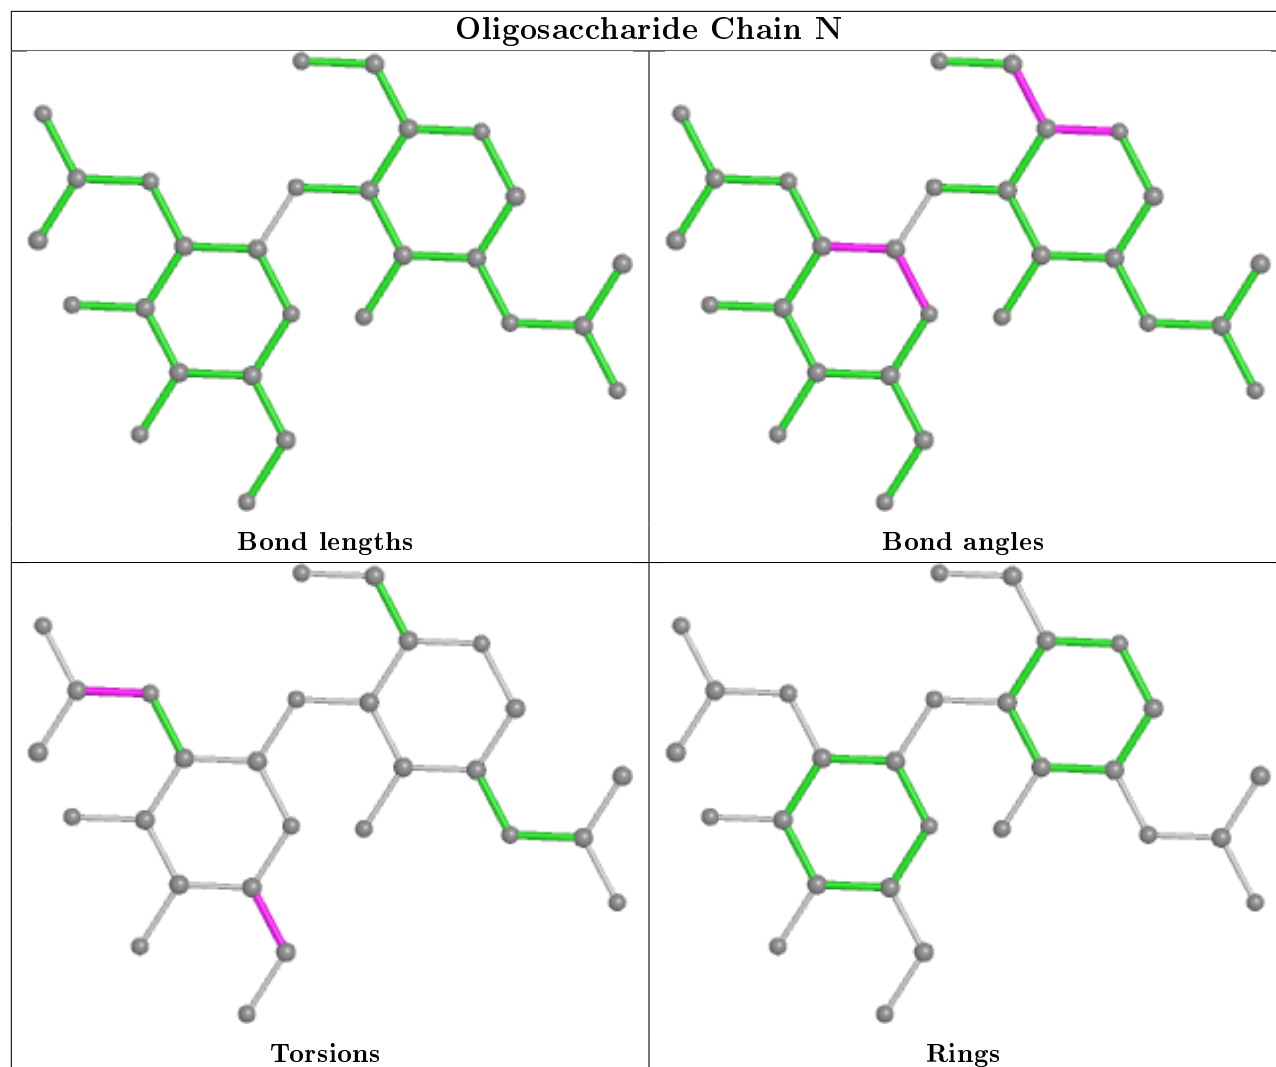 Oligosaccharide Chain N
Bond lengths
Bond angles
Torsions
Rings